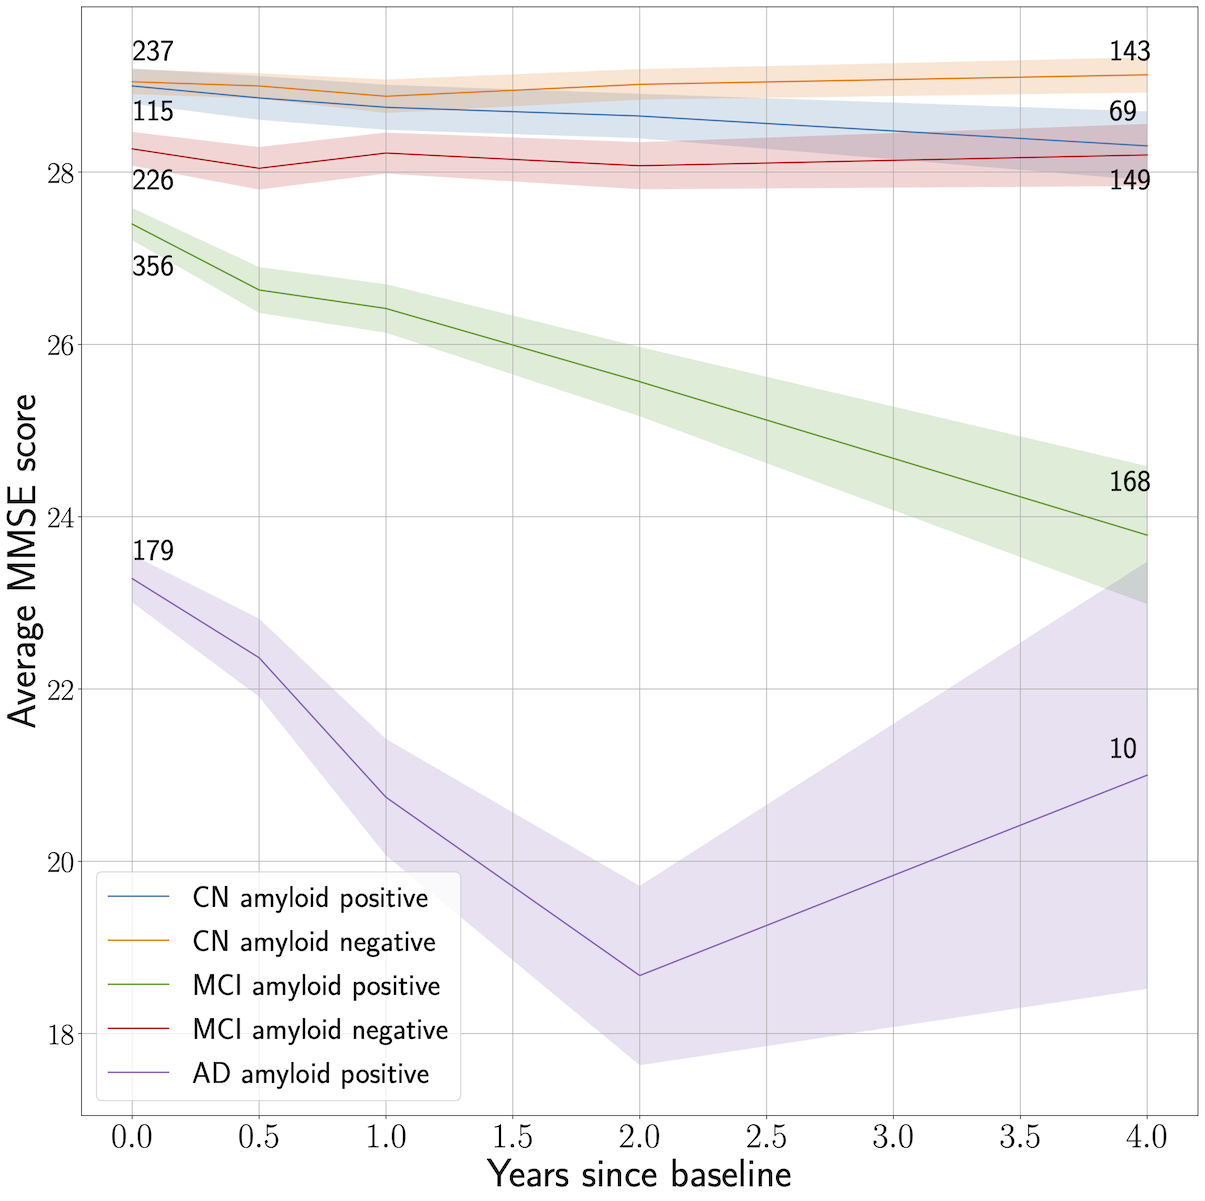 237
143
115
69
28
226
149
356
26
168
24
179
22
10
20
18
Average MMSE score
CN amyloid positive
CN amyloid negative
MCI amyloid positive
MCI amyloid negative
AD amyloid positive
0.0 0.5 1.0 1.5 2.0 2.5 3.0 3.5 4.0
Years since baseline